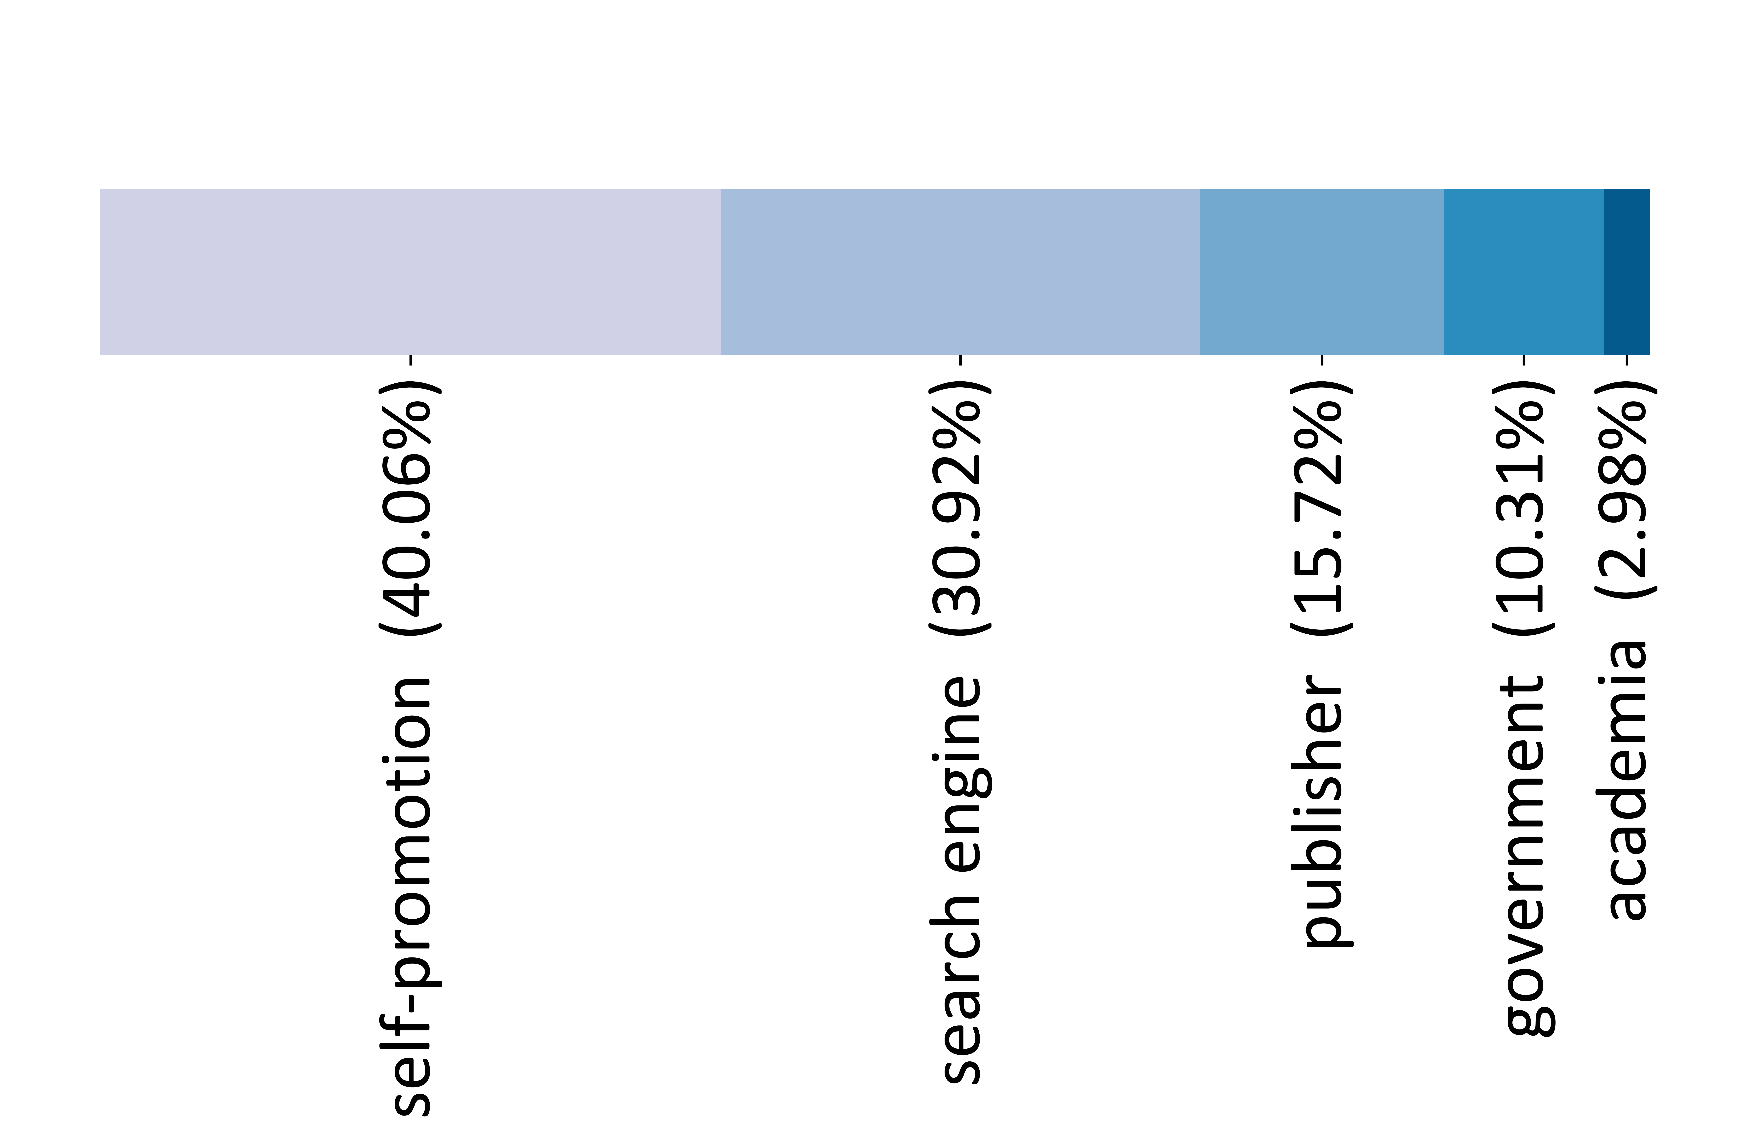 self-promotion (40.06%)
search engine (30.92%)
publisher (15.72%)
government (10.31%)
academia (2.98%)